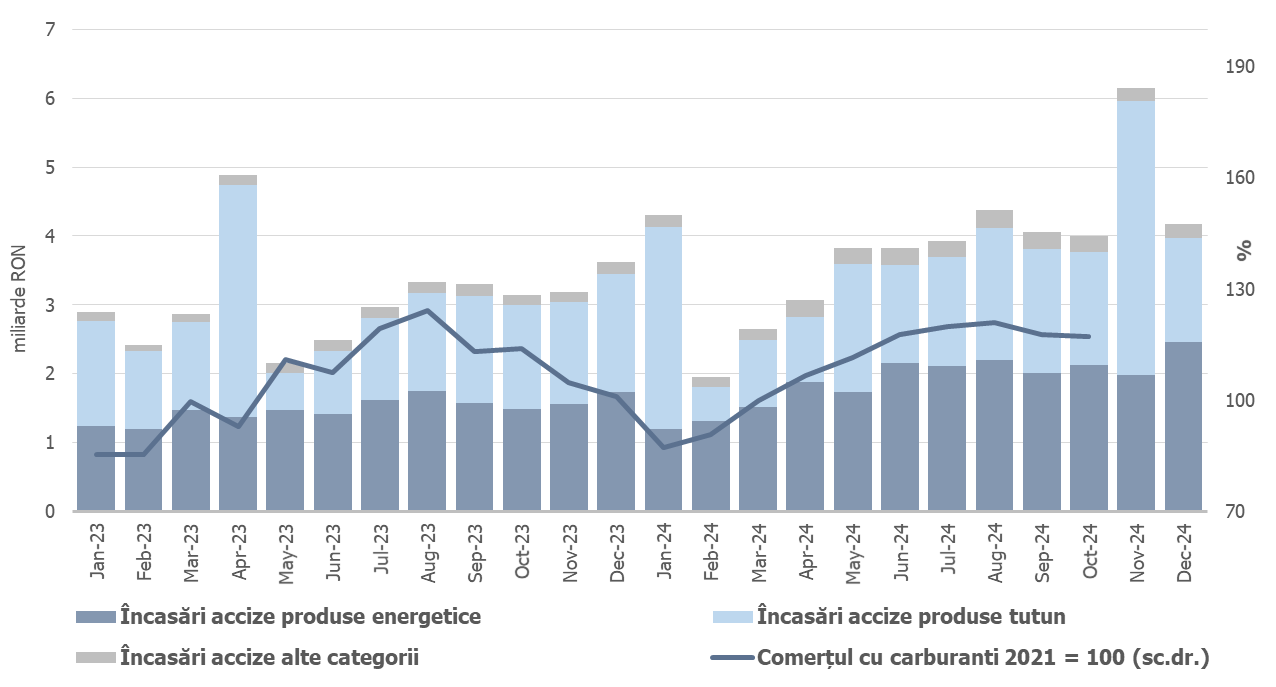 7
6
5
4
3
2
1
0
miliarde RON
190
160
130
100
70
%
Jan-23
Feb-23
Mar-23
Apr-23
May-23
Jun-23
Jul-23
Aug-23
Sep-23
Oct-23
Nov-23
Dec-23
Jan-24
Feb-24
Mar-24
Apr-24
May-24
Jun-24
Jul-24
Aug-24
Sep-24
Oct-24
Nov-24
Dec-24
Încasări accize produse energetice
Încasări accize produse tutun
Încasări accize alte categorii
Comerțul cu carburanti 2021 = 100 (sc.dr.)